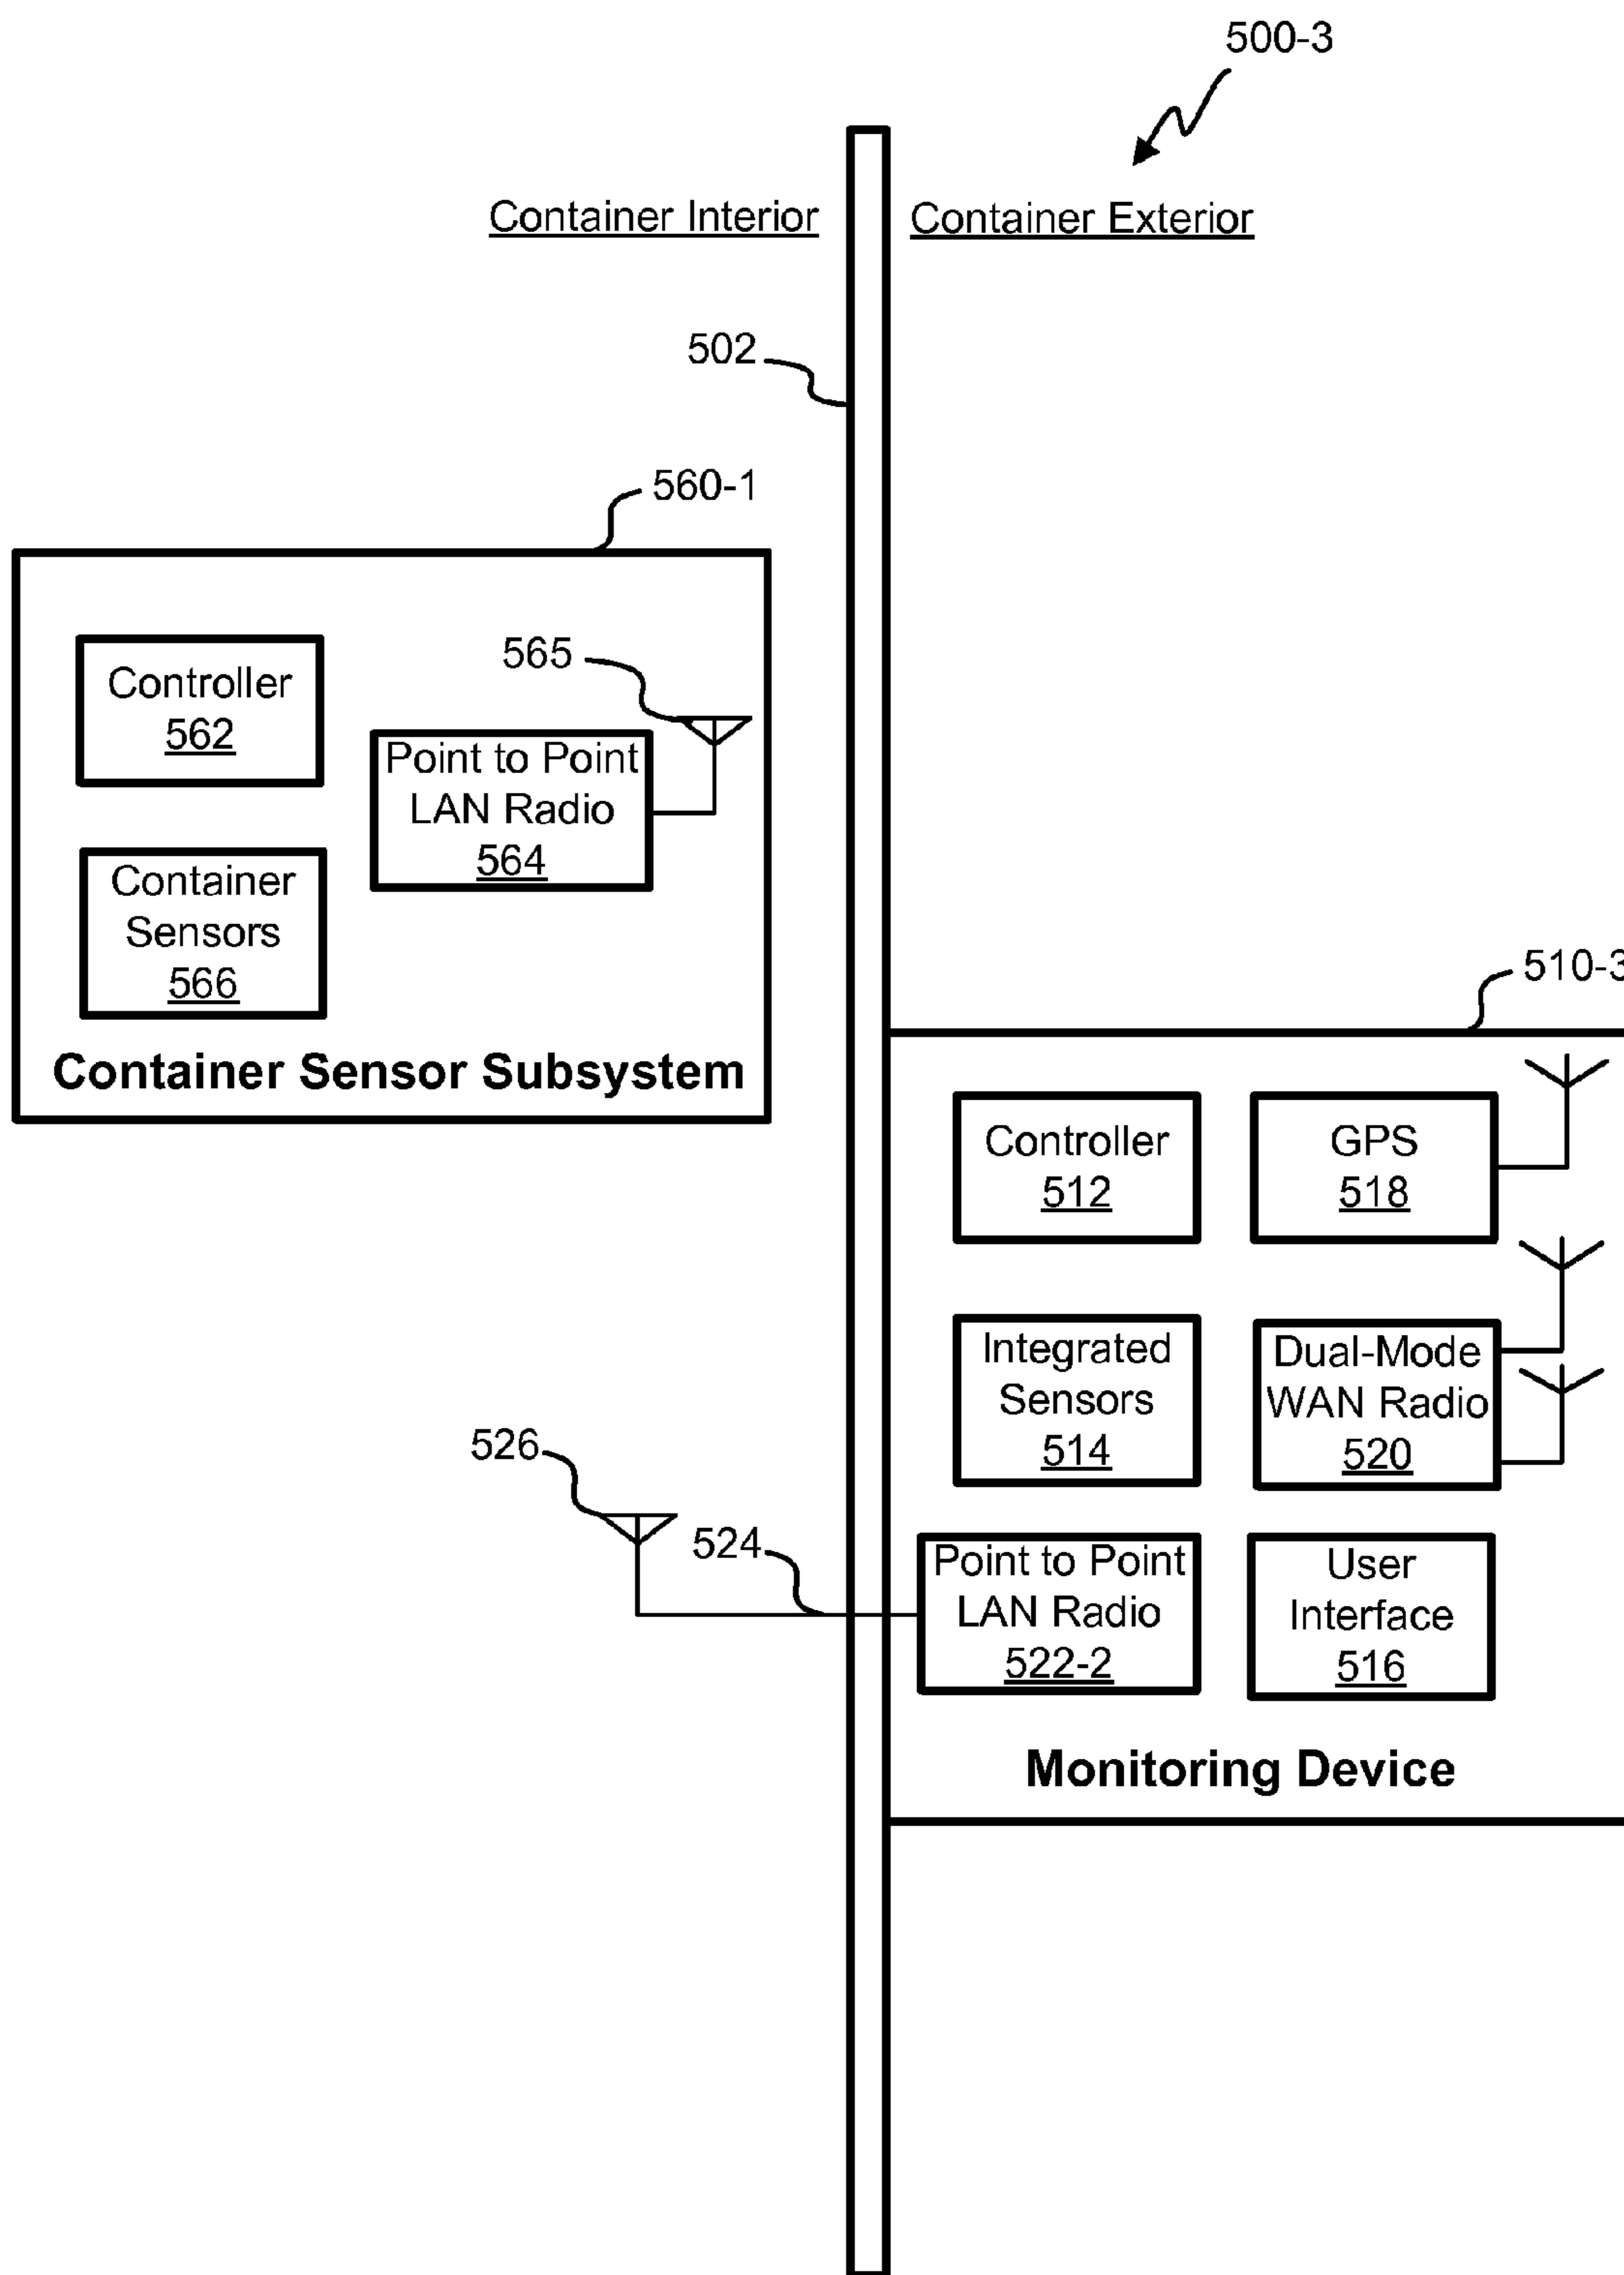 500-3
Container Interior
Container Exterior
502
560-1
Controller
562
565
Point to Point
LAN Radio
564
Container
Sensors
566
Container Sensor Subsystem
510-3
Controller
512
GPS
518
Integrated
Sensors
514
Dual-Mode
WAN Radio
520
526
524
Point to Point
LAN Radio
522-2
User
Interface
516
Monitoring Device